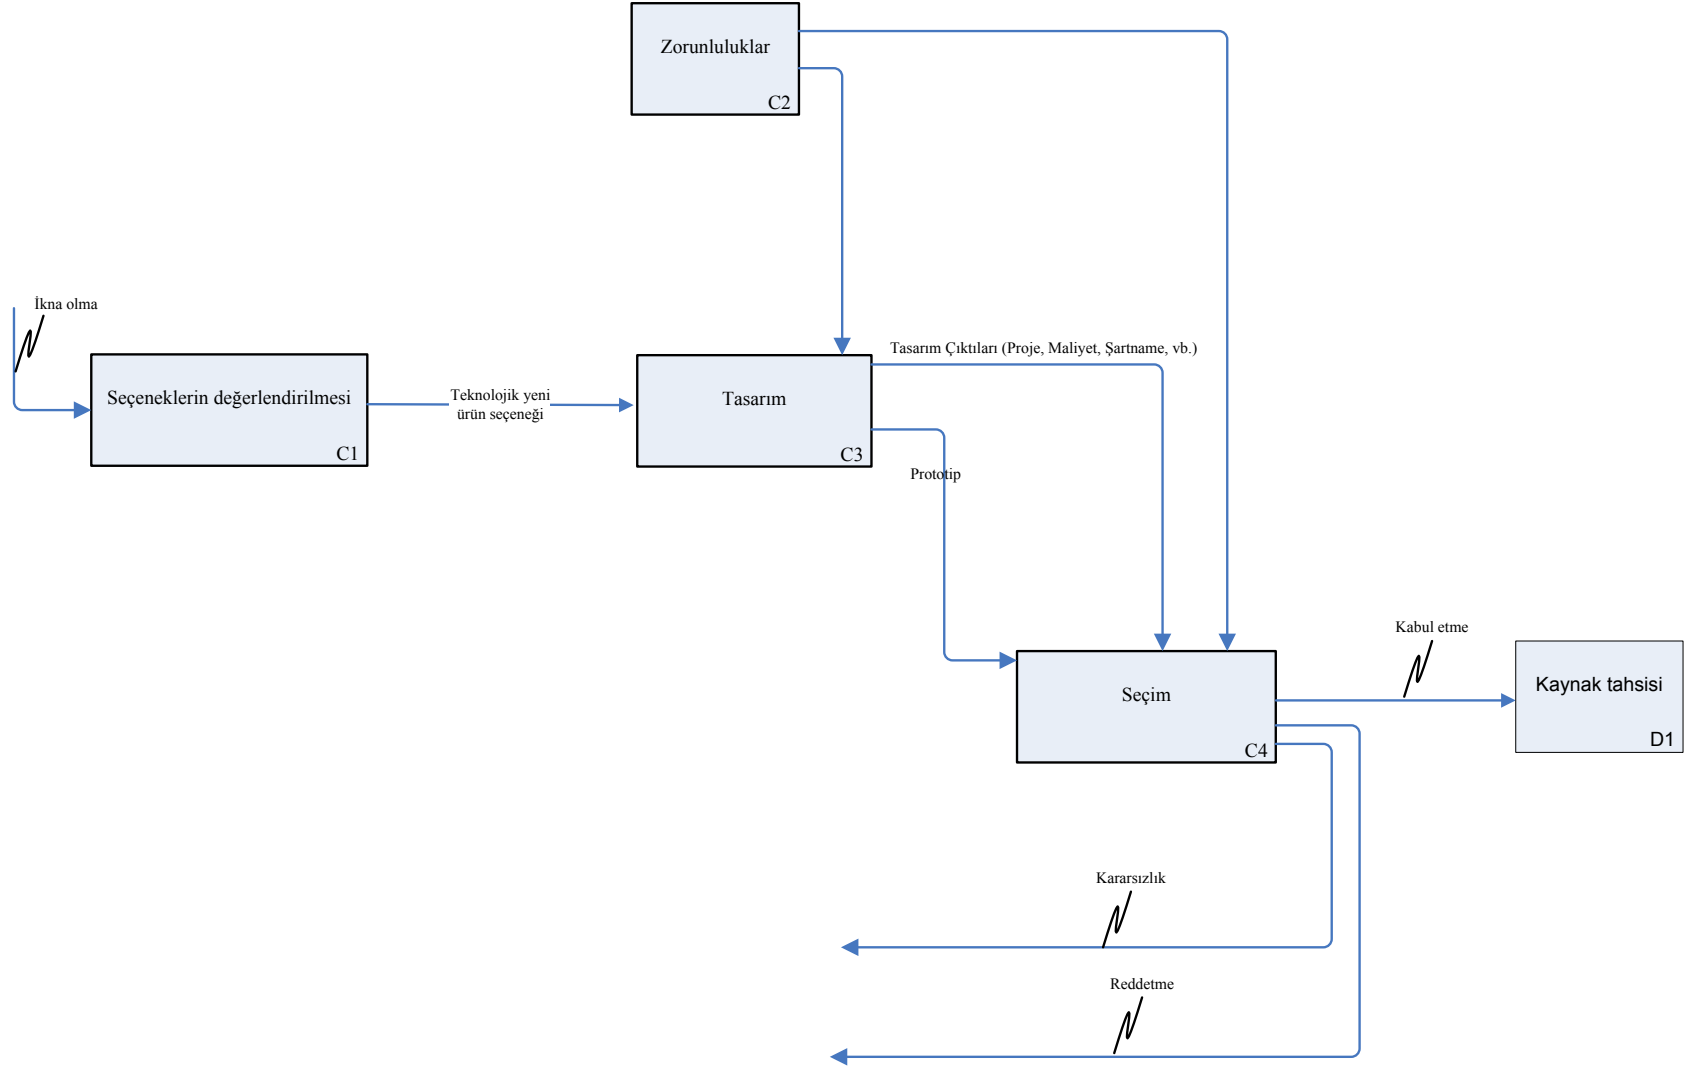 Zorunluluklar
C2
İkna olma
Seçeneklerin değerlendirilmesi
C1
Teknolojik yeni
ürün seçeneği
Tasarım
C3
Tasarım Çıktıları (Proje, Maliyet, Şartname, vb.)
Prototip
Seçim
C4
Kabul etme
Kaynak tahsisi
D1
Kararsızlık
Reddetme